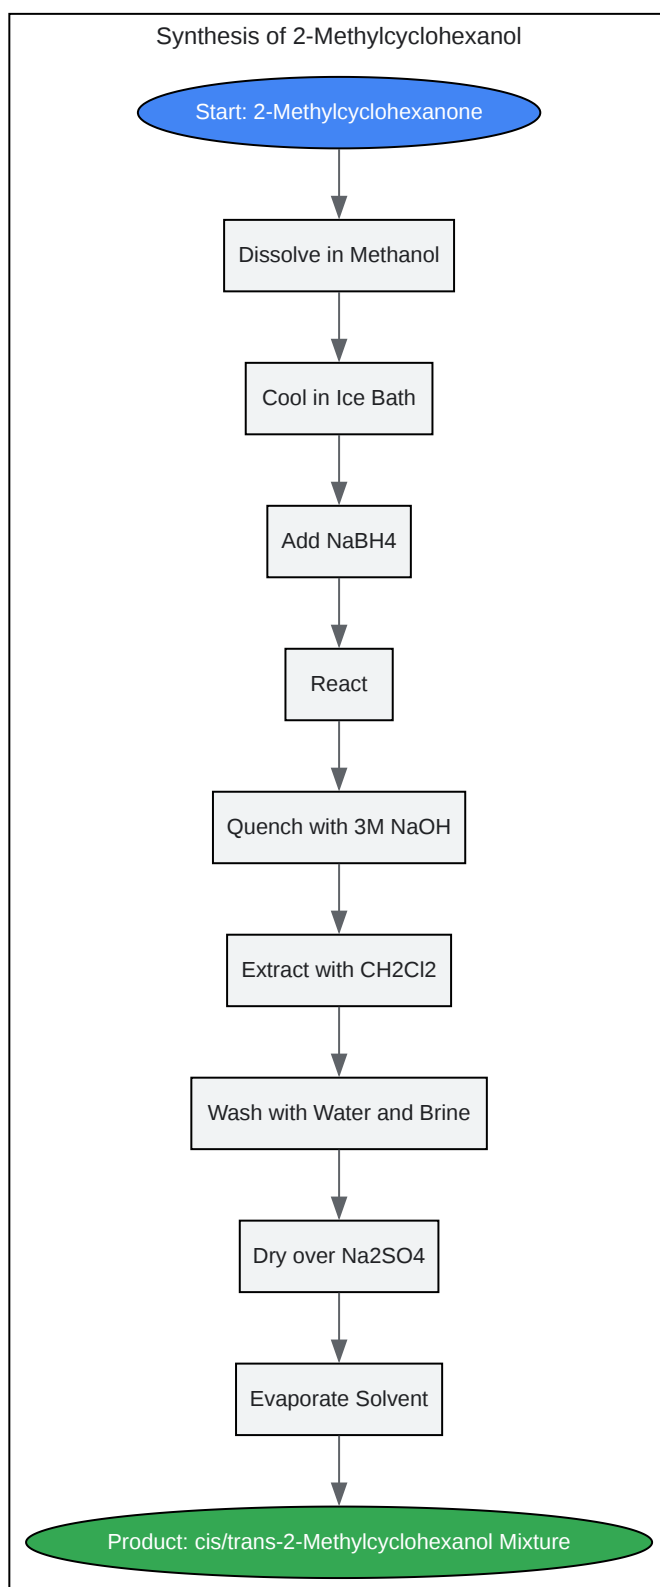 Synthesis of 2-Methylcyclohexanol
Start: 2-Methylcyclohexanone
Dissolve in Methanol
Cool in Ice Bath
Add NaBH4
React
Quench with 3M NaOH
Extract with CH2Cl2
Wash with Water and Brine
Dry over Na2SO4
Evaporate Solvent
Product: cis/trans-2-Methylcyclohexanol Mixture